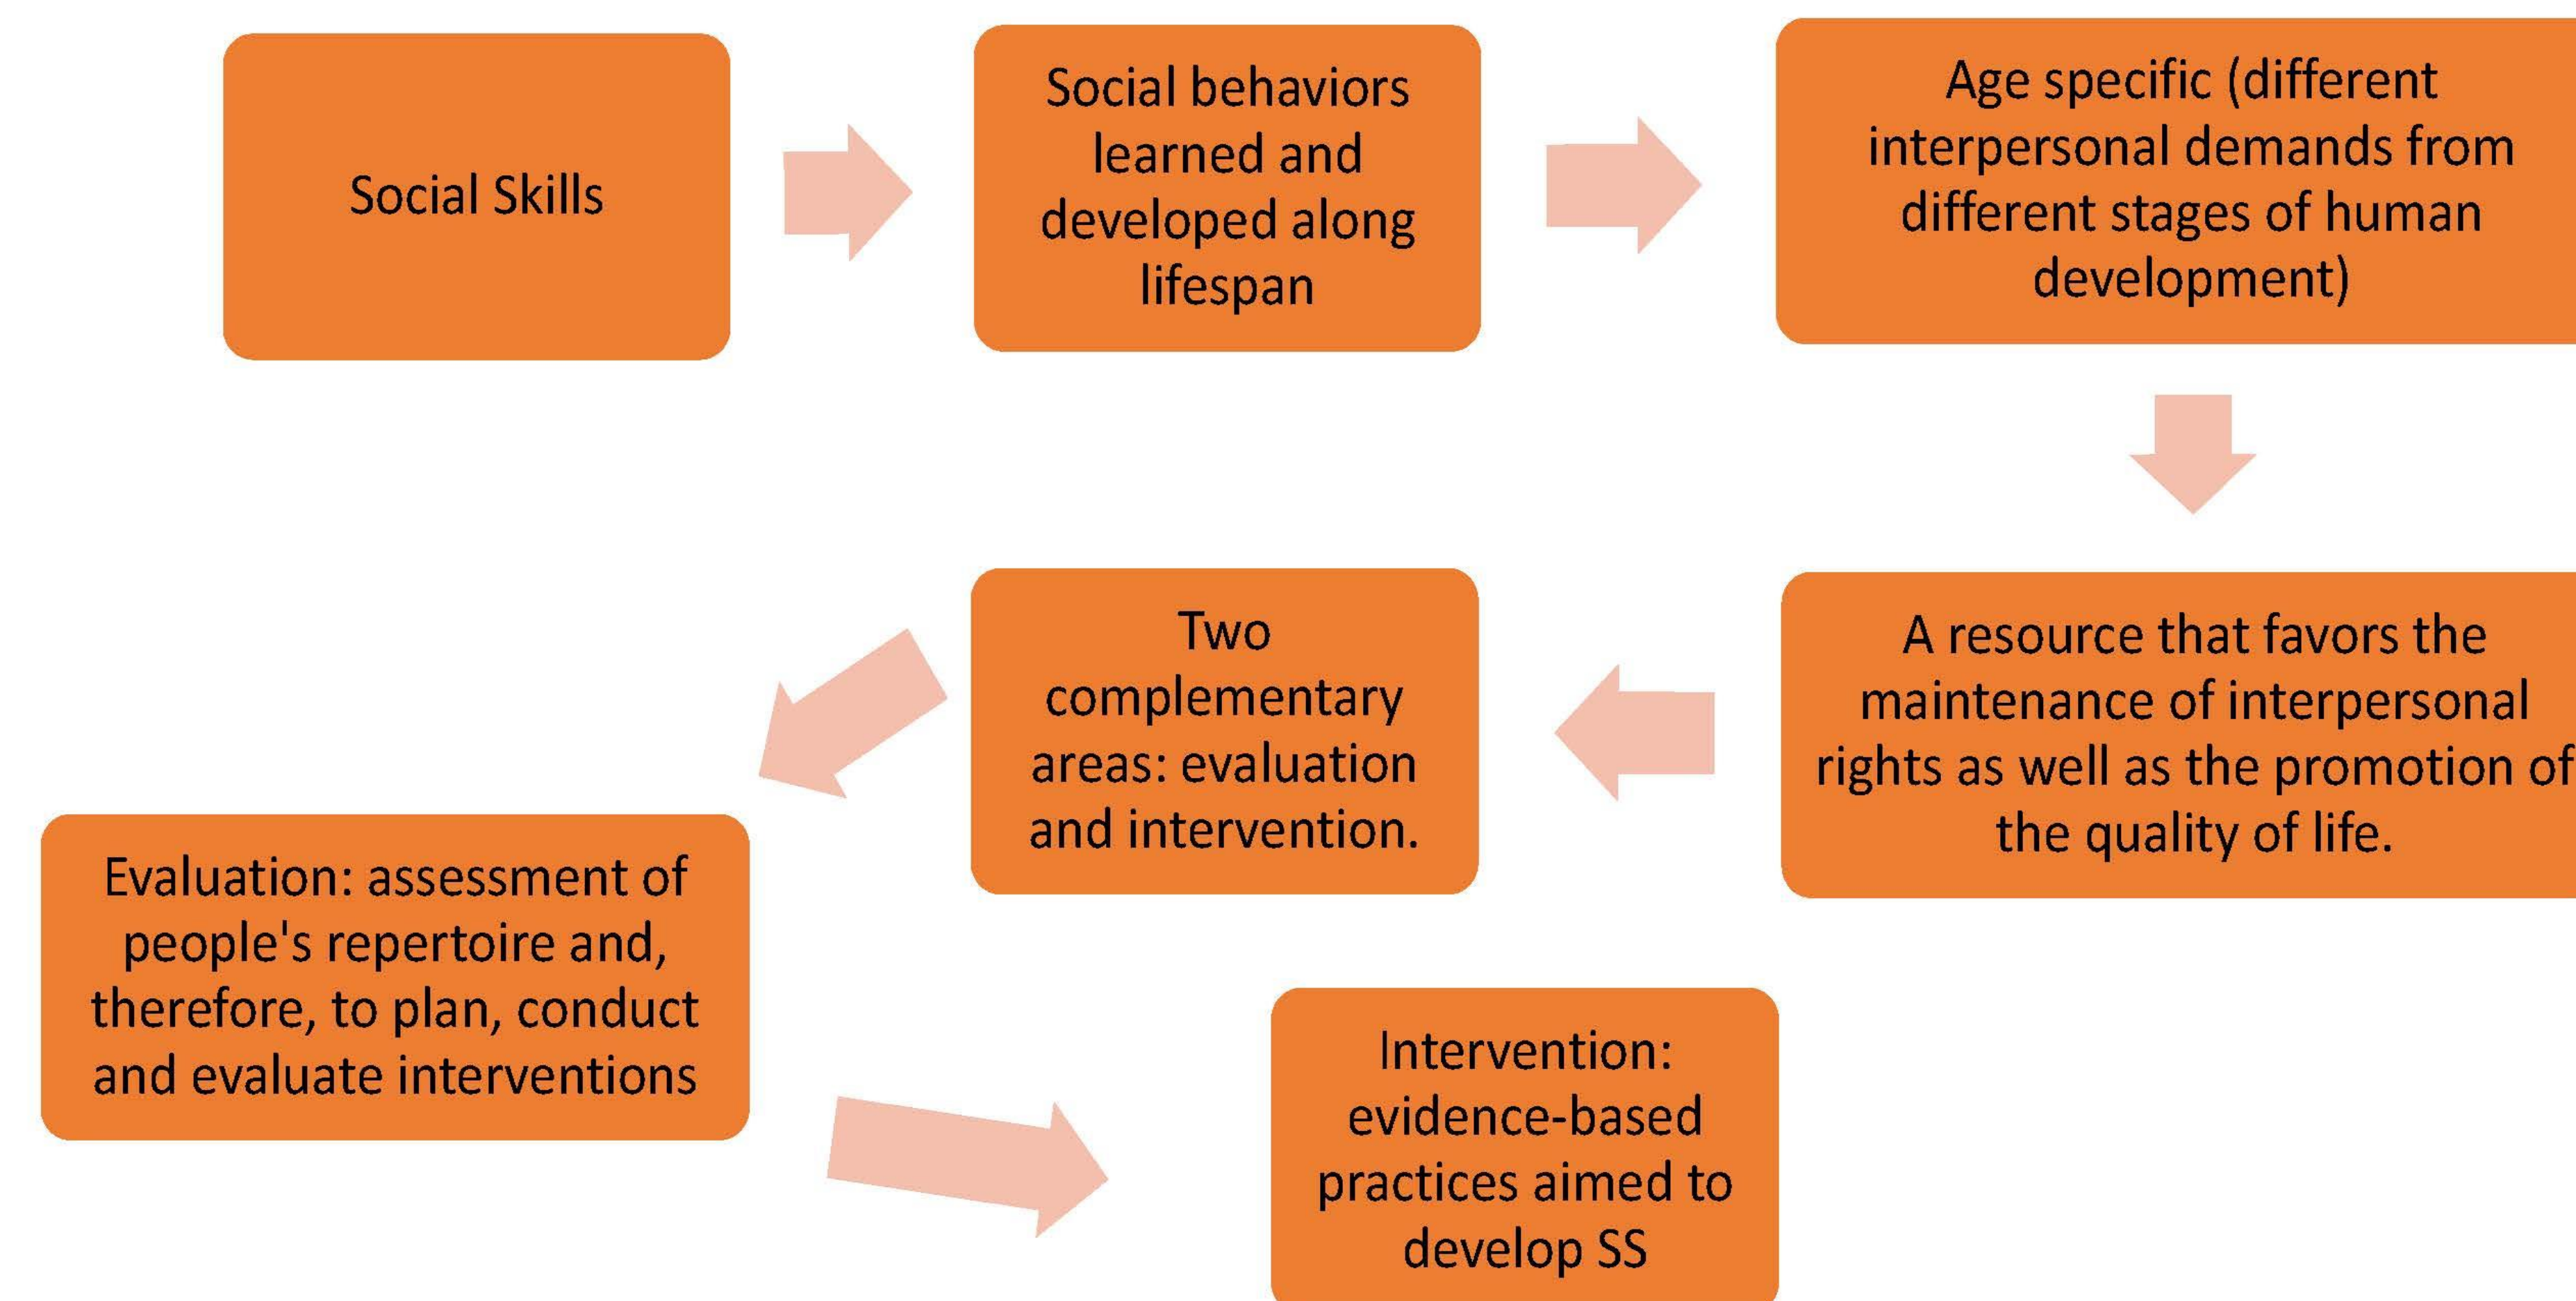 Social Skills
Social behaviors
learned and
developed along
lifespan
Age specific (different
interpersonal demands from
different stages of human
development)
A resource that favors the
maintenance of interpersonal
rights as well as the promotion of
the quality of life.
Two
complementary
areas: evaluation
and intervention.
Evaluation: assessment of
people's repertoire and,
therefore, to plan, conduct
and evaluate interventions
Intervention:
evidence-based
practices aimed to
develop SS